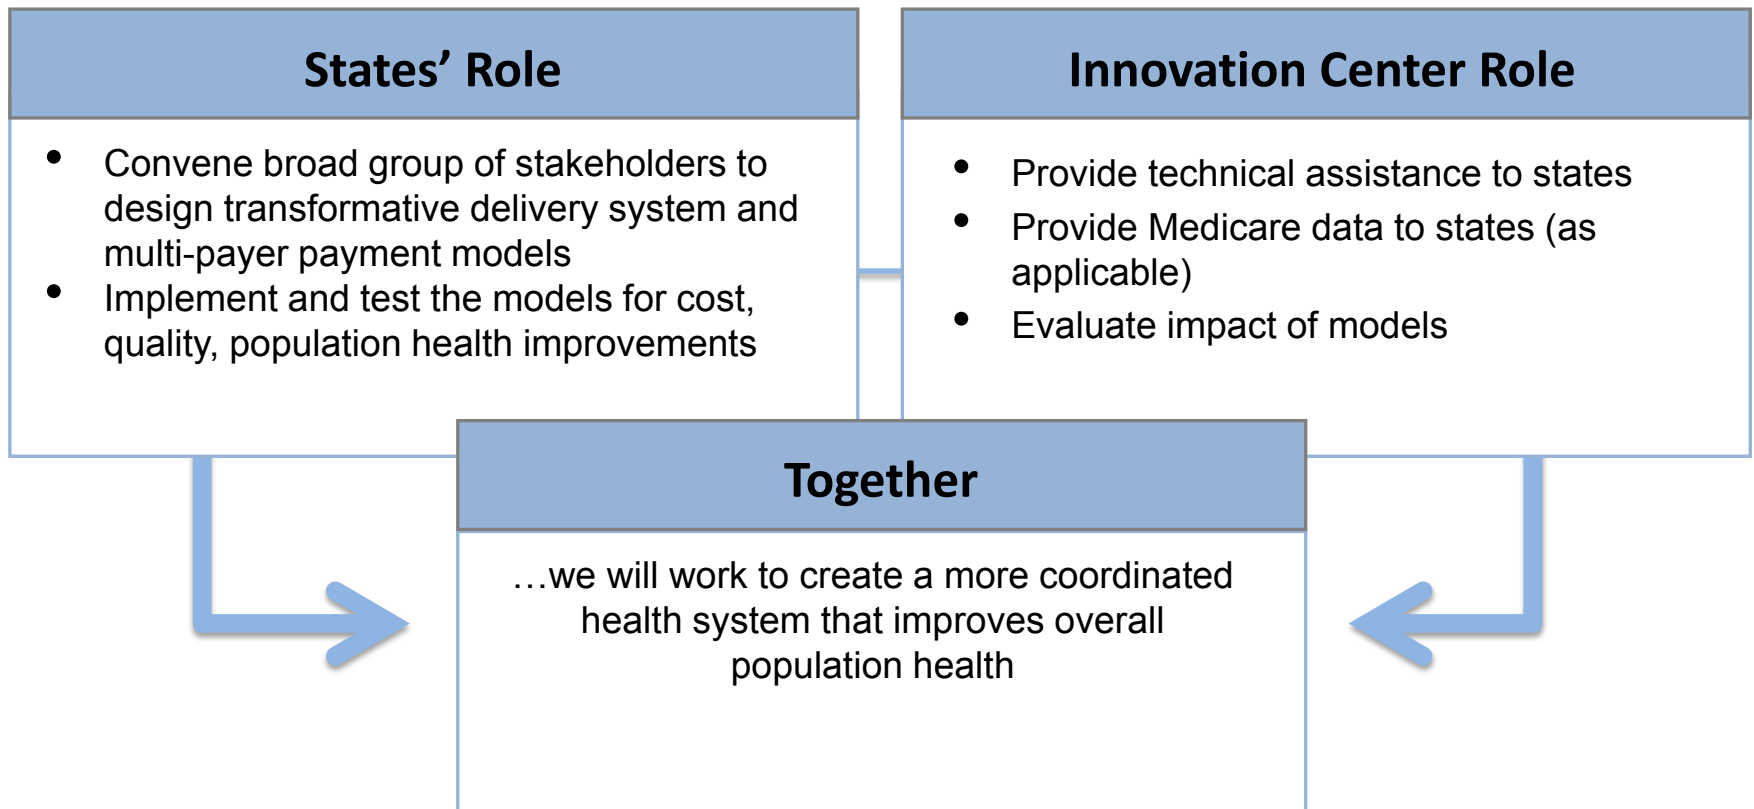 States’ Role
• Convene broad group of stakeholders to
design transformative delivery system and
multi-payer payment models
• Implement and test the models for cost,
quality, population health improvements
Innovation Center Role
• Provide technical assistance to states
• Provide Medicare data to states (as
applicable)
• Evaluate impact of models
Together
…we will work to create a more coordinated
health system that improves overall
population health